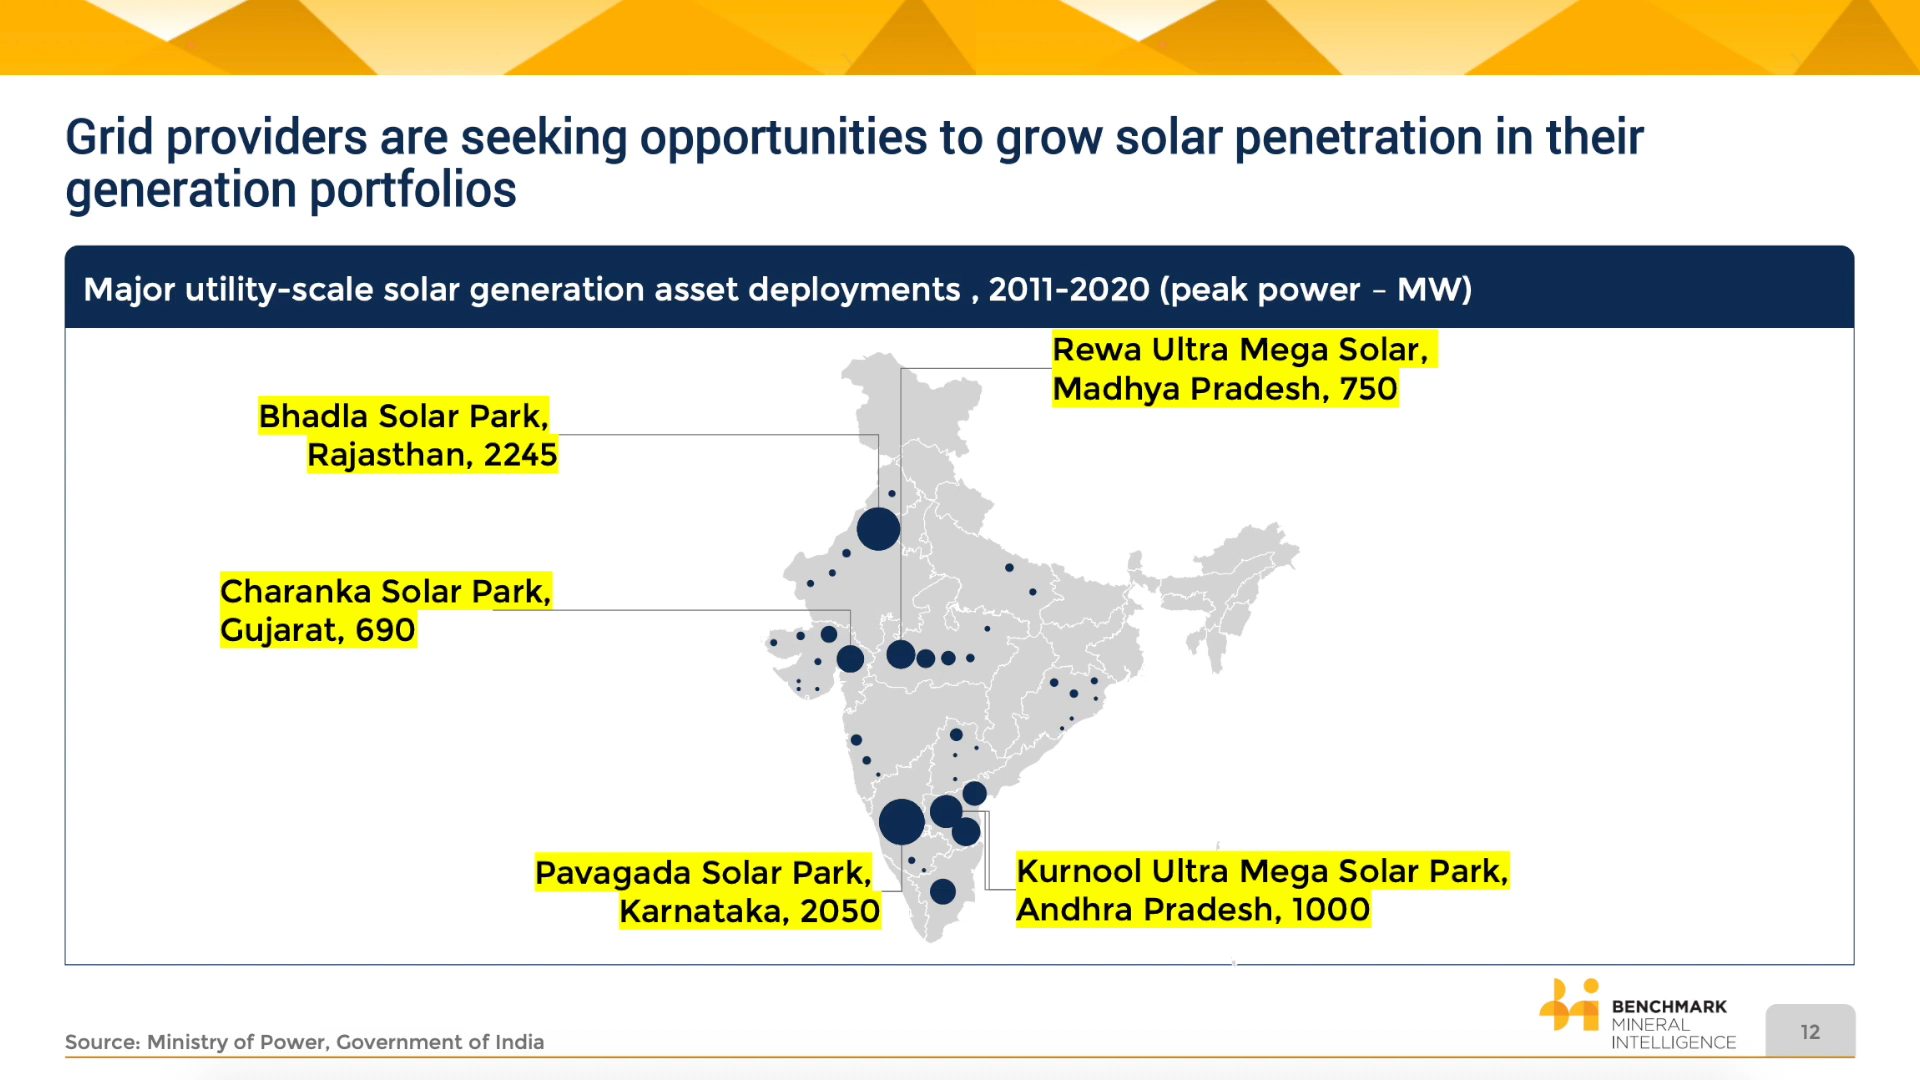 Grid providers are seeking opportunities to grow solar penetration in their
generation portfolios
Major utility-scale solar generation asset deployments , 2011-2020 (peak power – MW)
Rewa Ultra Mega Solar,
Madhya Pradesh, 750
Bhadla Solar Park,
Rajasthan, 2245
Charanka Solar Park,
Gujarat, 690
Pavagada Solar Park,
Karnataka, 2050
Kurnool Ultra Mega Solar Park,
Andhra Pradesh, 1000
Source: Ministry of Power, Government of India
BENCHMARK
MINERAL
INTELLIGENCE
12